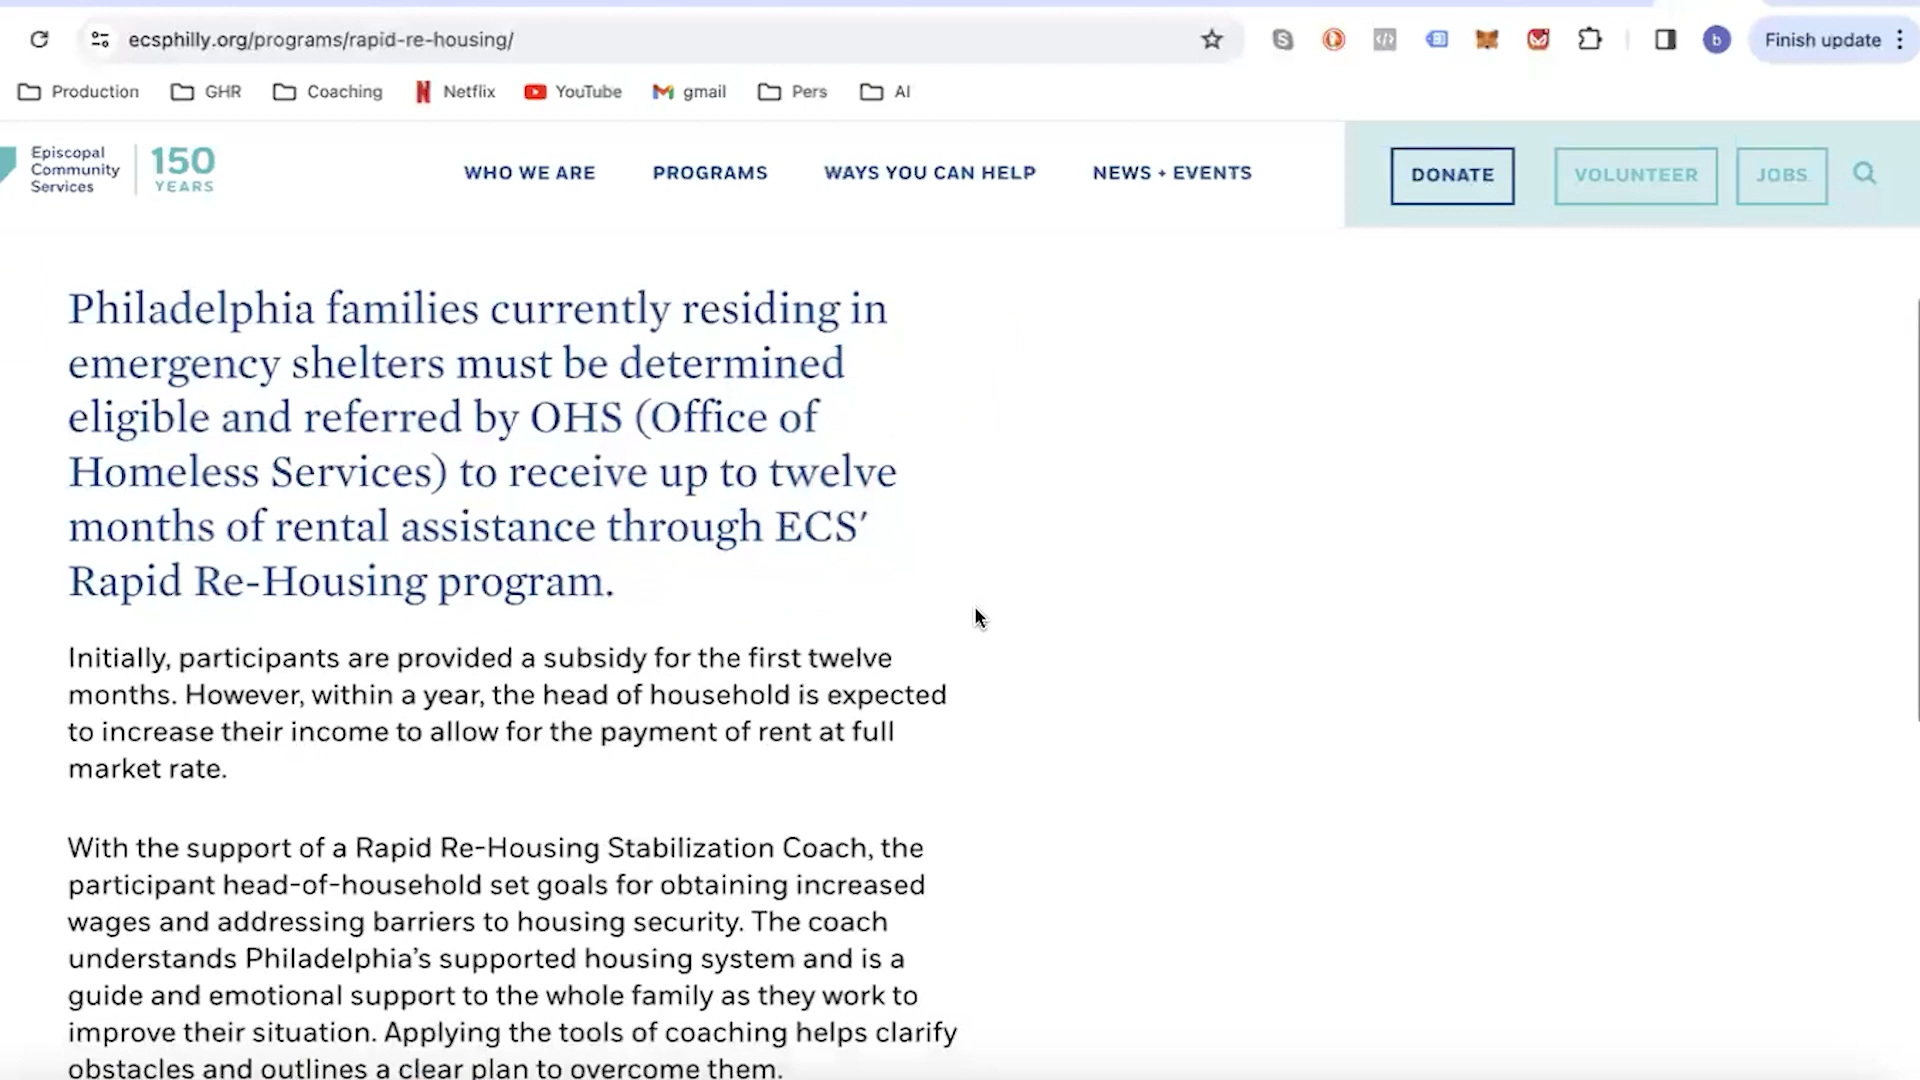 ecsphilly.org/programs/rapid-re-housing/
b
Finish update
Production
GHR
Coaching
Netflix
YouTube
gmail
Pers
AI
Episcopal
Community
Services
150
YEARS
WHO WE ARE
PROGRAMS
WAYS YOU CAN HELP
NEWS + EVENTS
DONATE
VOLUNTEER
JOBS
Philadelphia families currently residing in
emergency shelters must be determined
eligible and referred by OHS (Office of
Homeless Services) to receive up to twelve
months of rental assistance through ECS’
Rapid Re-Housing program.
Initially, participants are provided a subsidy for the first twelve
months. However, within a year, the head of household is expected
to increase their income to allow for the payment of rent at full
market rate.
With the support of a Rapid Re-Housing Stabilization Coach, the
participant head-of-household set goals for obtaining increased
wages and addressing barriers to housing security. The coach
understands Philadelphia’s supported housing system and is a
guide and emotional support to the whole family as they work to
improve their situation. Applying the tools of coaching helps clarify
obstacles and outlines a clear plan to overcome them.